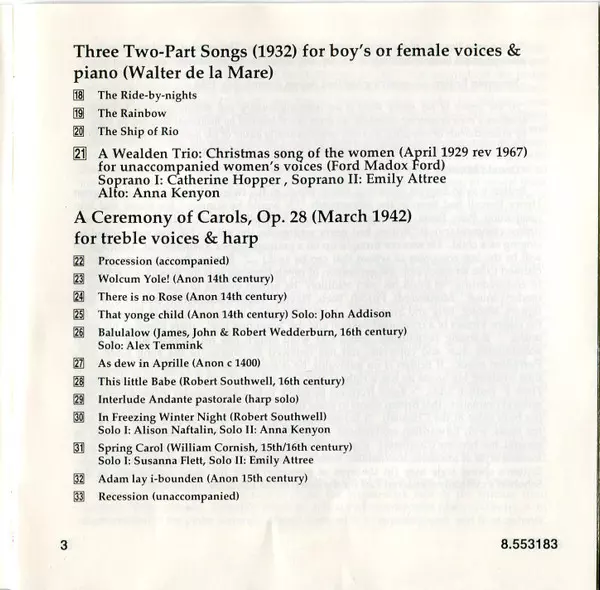 Three Two-Part Songs (1932) for boy's or female voices &
piano (Walter de la Mare)
18 The Ride-by-nights
19 The Rainbow
20 The Ship of Rio
21 A Wealden Trio: Christmas song of the women (April 1929 rev 1967)
for unaccompanied women's voices (Ford Madox Ford)
Soprano I: Catherine Hopper , Soprano II: Emily Attree
Alto: Anna Kenyon
A Ceremony of Carols, Op. 28 (March 1942)
for treble voices & harp
22 Procession (accompanied)
23 Wolcum Yole! (Anon 14th century)
24 There is no Rose (Anon 14th century)
25 That yonge child (Anon 14th century) Solo: John Addison
26 Balulalow (James, John & Robert Wedderburn, 16th century)
Solo: Alex Temmink
27 As dew in Aprille (Anon c 1400)
28 This little Babe (Robert Southwell, 16th century)
29 Interlude Andante pastorale (harp solo)
30 In Freezing Winter Night (Robert Southwell)
Solo I: Alison Naftalin, Solo II: Anna Kenyon
31 Spring Carol (William Cornish, 15th/16th century)
Solo I: Susanna Flett, Solo II: Emily Attree
32 Adam lay i-bounden (Anon 15th century)
33 Recession (unaccompanied)
3 8.553183